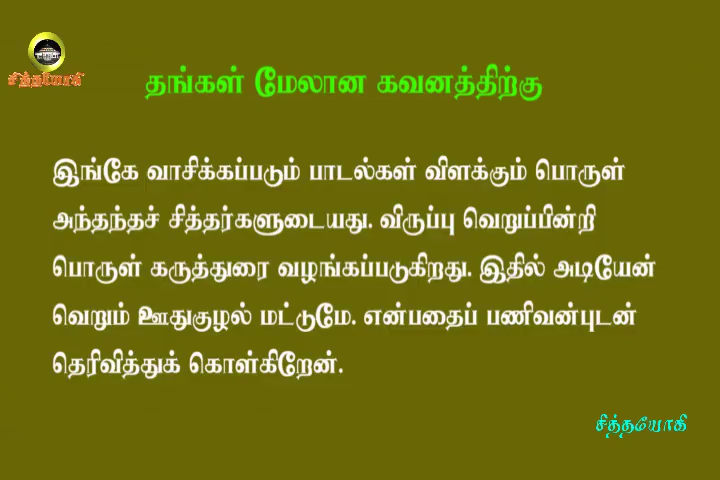 சித்தயோகி
தங்கள் மேலான கவனத்திற்கு
இங்கே வாசிக்கப்படும் பாடல்கள் விளக்கும் பொருள்
அந்தந்தச் சித்தர்களுடையது. விருப்பு வெறுப்பின்றி
பொருள் கருத்துரை வழங்கப்படுகிறது. இதில் அடியேன்
வெறும் ஊதுகுழல் மட்டுமே. என்பதைப் பணிவன்புடன்
தெரிவித்துக் கொள்கிறேன்.
சித்தயோகி